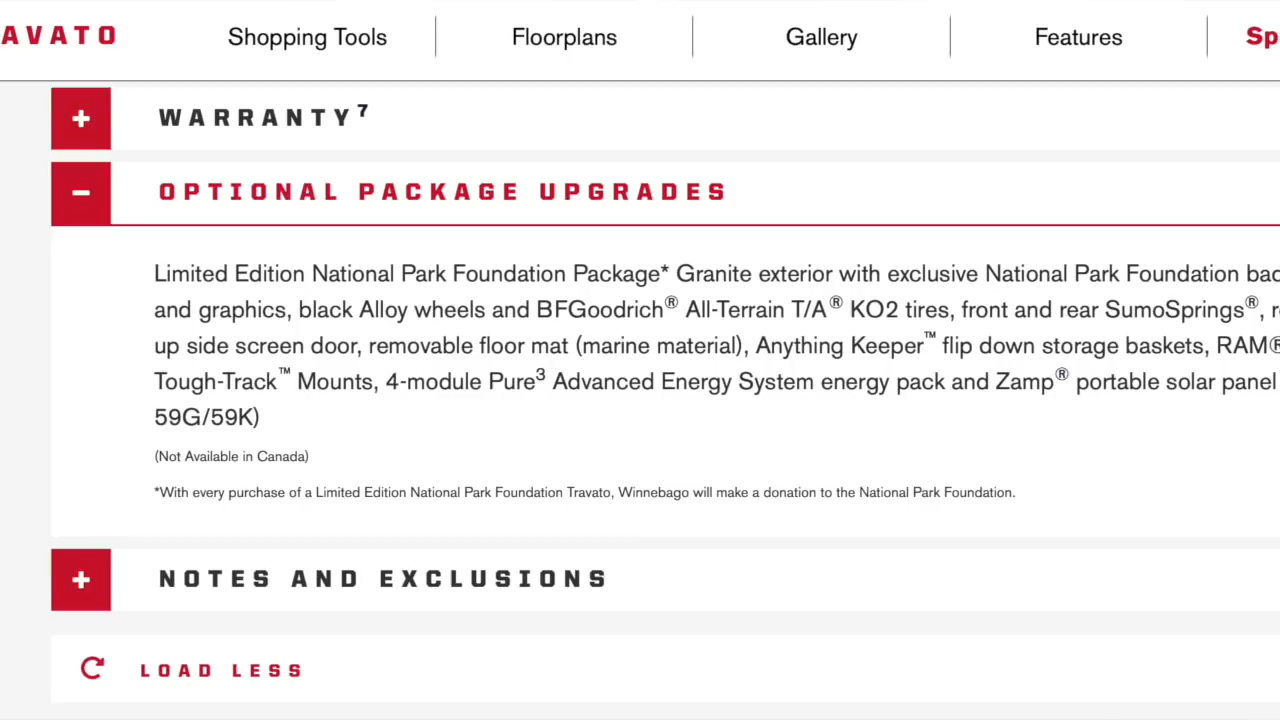 AVATO
Shopping Tools
Floorplans
Gallery
Features
Sp
WARRANTY⁷
OPTIONAL PACKAGE UPGRADES
Limited Edition National Park Foundation Package* Granite exterior with exclusive National Park Foundation bac
and graphics, black Alloy wheels and BFGoodrich® All-Terrain T/A® KO2 tires, front and rear SumoSprings®, r
up side screen door, removable floor mat (marine material), Anything Keeper™ flip down storage baskets, RAM®
Tough-Track™ Mounts, 4-module Pure³ Advanced Energy System energy pack and Zamp® portable solar panel
59G/59K)
(Not Available in Canada)
*With every purchase of a Limited Edition National Park Foundation Travato, Winnebago will make a donation to the National Park Foundation.
NOTES AND EXCLUSIONS
LOAD LESS